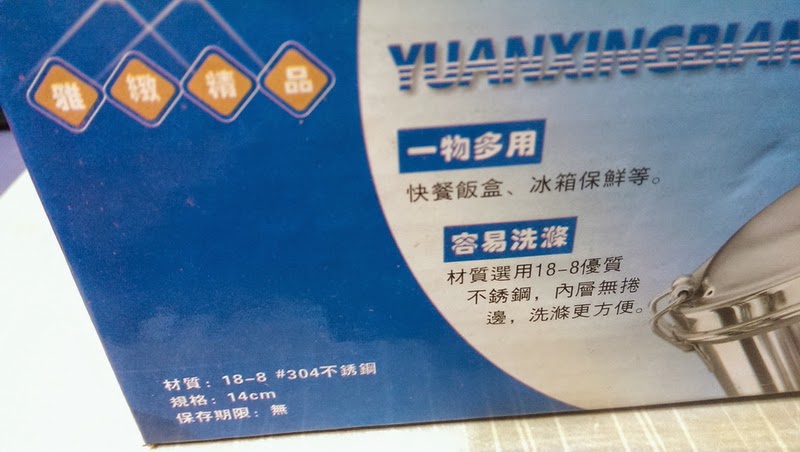 雅緻精品
YUANXINGBIAN
一物多用
快餐飯盒、冰箱保鮮等。
容易洗滌
材質選用18-8優質
不銹鋼，內層無捲
邊，洗滌更方便。
材質：18-8 #304不銹鋼
規格：14cm
保存期限：無